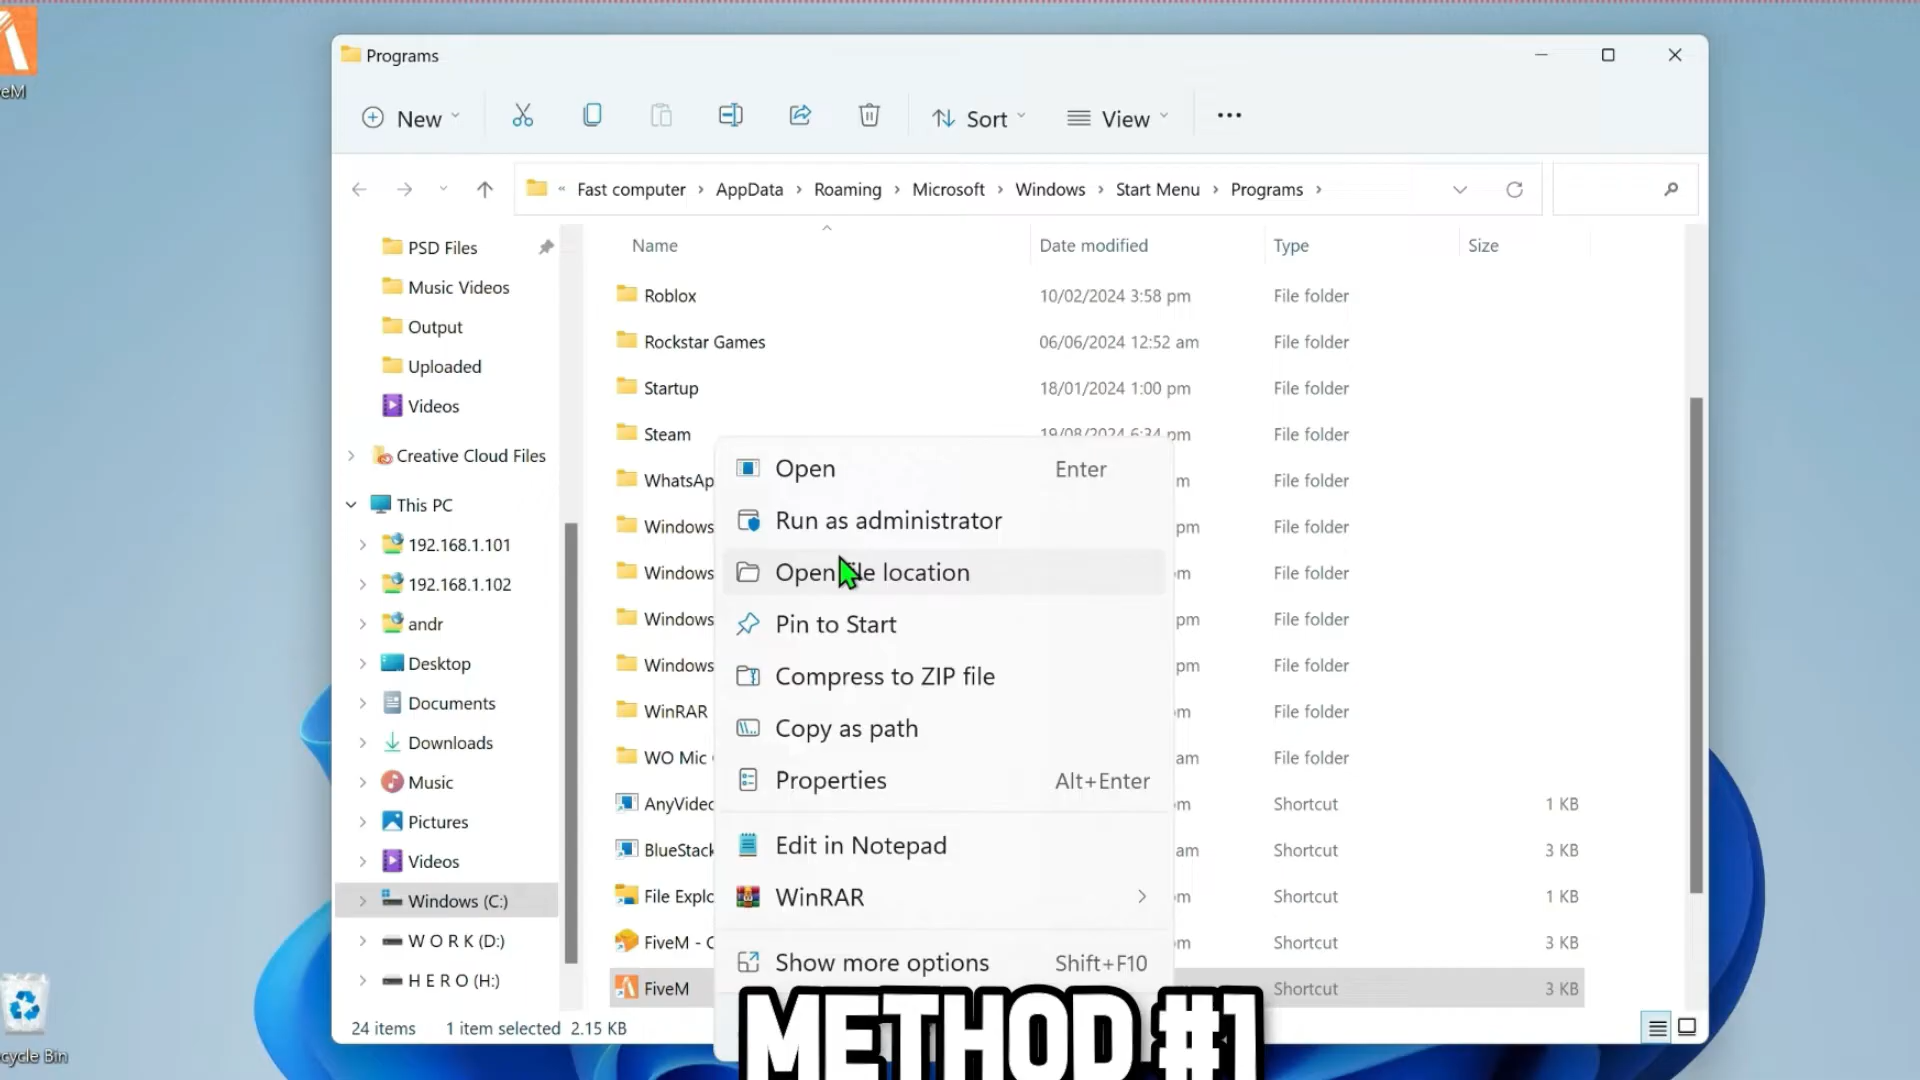 eM
Programs
New
Sort
View
« Fast computer > AppData > Roaming > Microsoft > Windows > Start Menu > Programs >
Name
Date modified
Type
Size
PSD Files
Music Videos
Output
Uploaded
Videos
Creative Cloud Files
This PC
192.168.1.101
192.168.1.102
andr
Desktop
Documents
Downloads
Music
Pictures
Videos
Windows (C:)
W O R K (D:)
H E R O (H:)
Roblox 10/02/2024 3:58 pm File folder
Rockstar Games 06/06/2024 12:52 am File folder
Startup 18/01/2024 1:00 pm File folder
Steam 19/08/2024 6:34 pm File folder
WhatsAp m File folder
Windows pm File folder
Windows m File folder
Windows pm File folder
Windows pm File folder
WinRAR m File folder
WO Mic am File folder
AnyVideo m Shortcut 1 KB
BlueStack am Shortcut 3 KB
File Explo m Shortcut 1 KB
FiveM - m Shortcut 3 KB
FiveM Shortcut 3 KB
Open Enter
Run as administrator
Open file location
Pin to Start
Compress to ZIP file
Copy as path
Properties Alt+Enter
Edit in Notepad
WinRAR
Show more options Shift+F10
24 items 1 item selected 2.15 KB
METHOD #1
cycle Bin